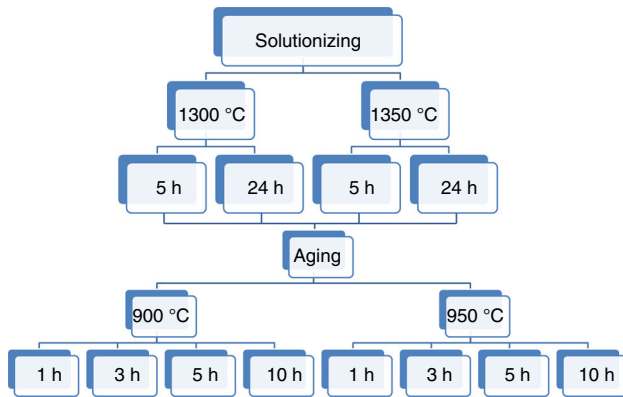 Solutionizing
1300 °C 1350 °C
5 h 24 h 5 h 24 h
Aging
900 °C 950 °C
1 h 3 h 5 h 10 h 1 h 3 h 5 h 10 h